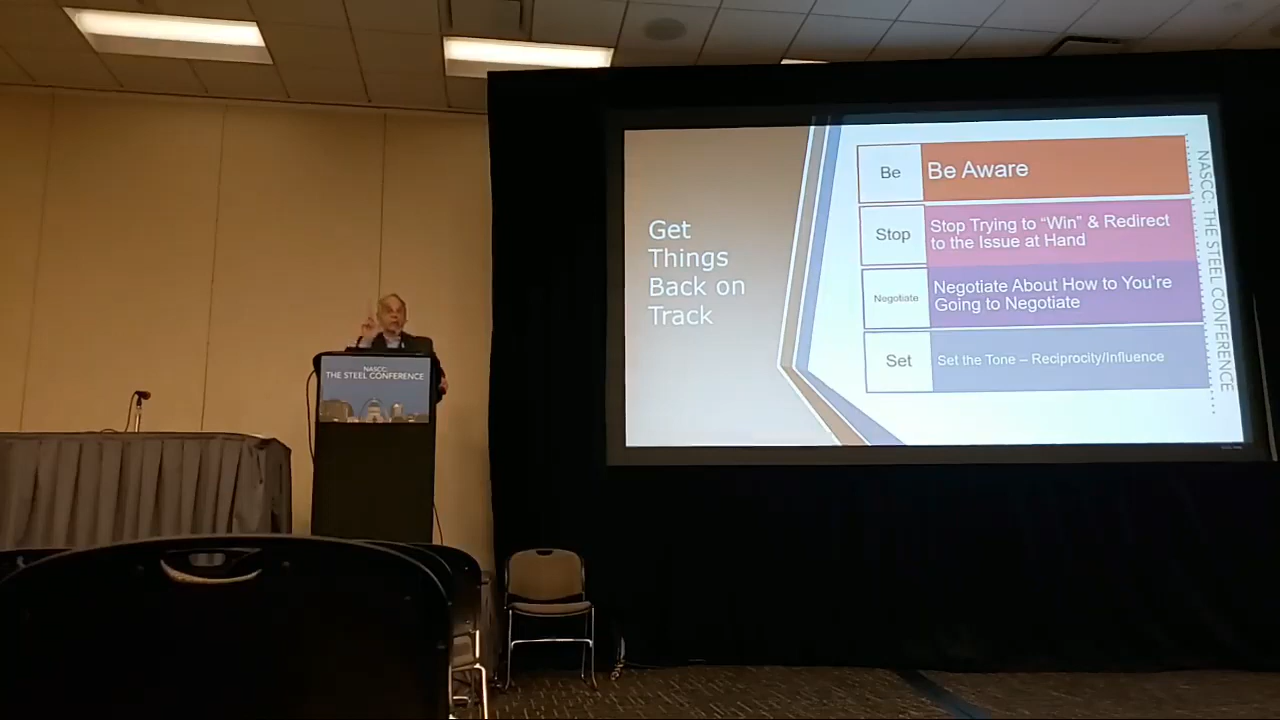 NASCC:
THE STEEL CONFERENCE
Get
Things
Back on
Track
Be
Be Aware
Stop
Stop Trying to “Win” & Redirect
to the Issue at Hand
Negotiate
Negotiate About How to You’re
Going to Negotiate
Set
Set the Tone – Reciprocity/Influence
NASCC: THE STEEL CONFERENCE